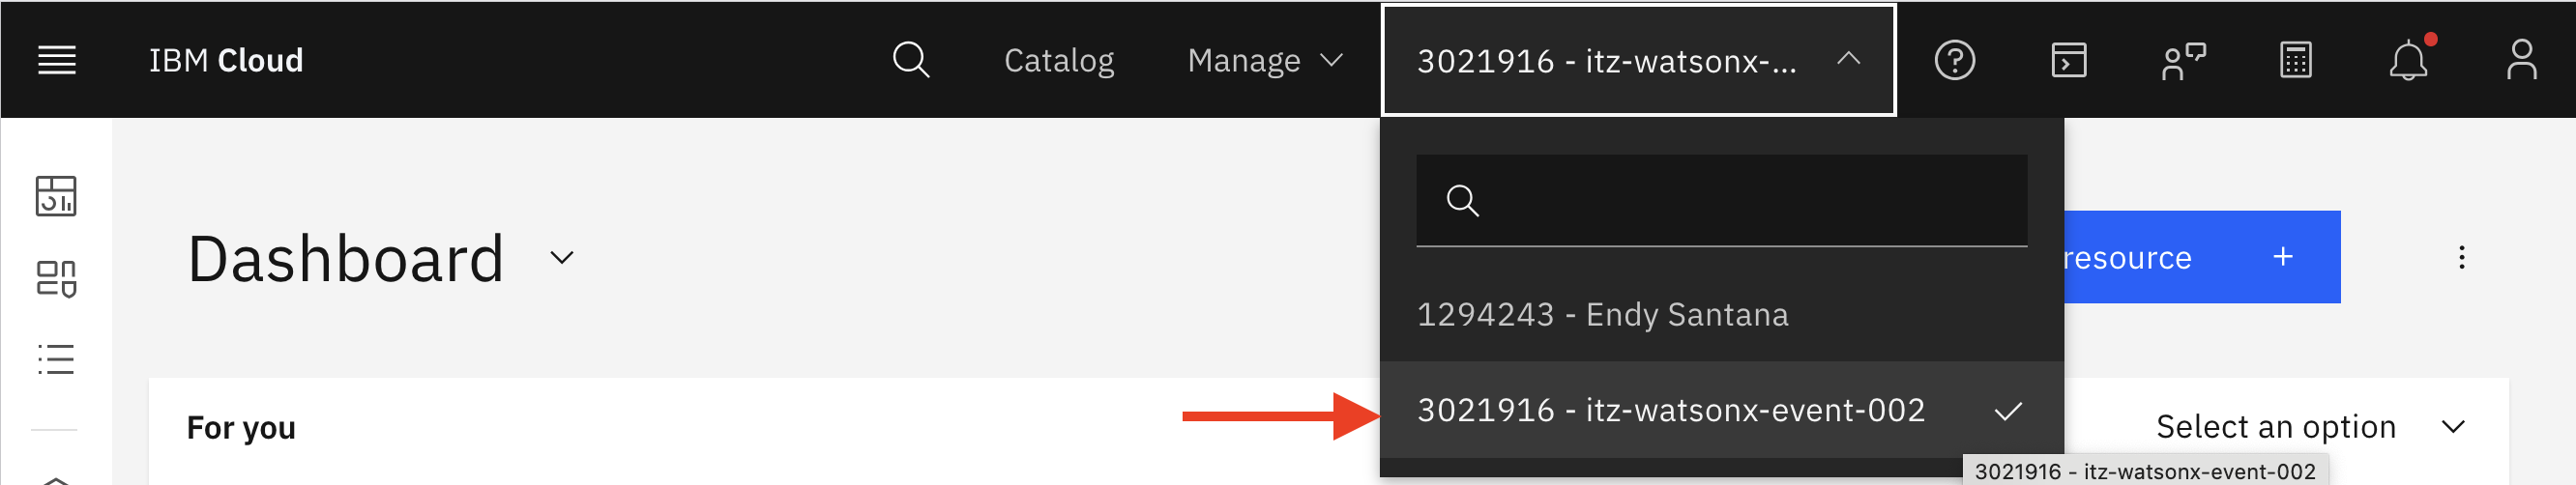 IBM Cloud
Catalog
Manage
3021916 - itz-watsonx-...
Dashboard
resource +
1294243 - Endy Santana
3021916 - itz-watsonx-event-002
For you
Select an option
3021916 - itz-watsonx-event-002